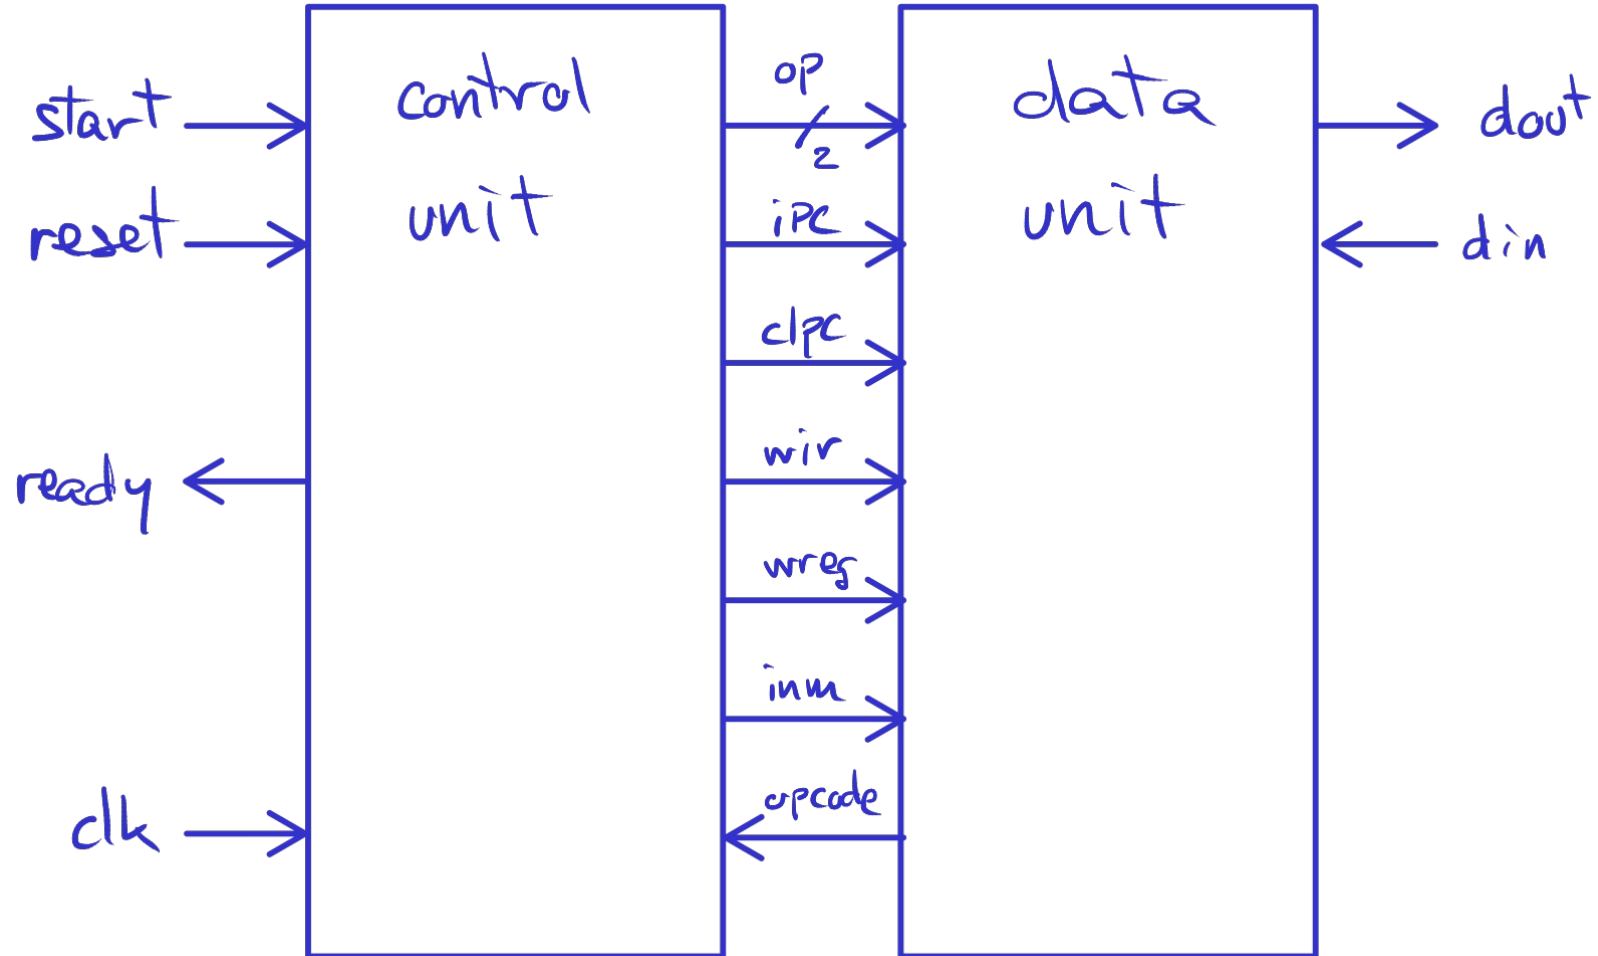 start
reset
ready
clk
control
unit
op
2
ipc
clpc
wir
wreg
inm
opcode
data
unit
dout
din